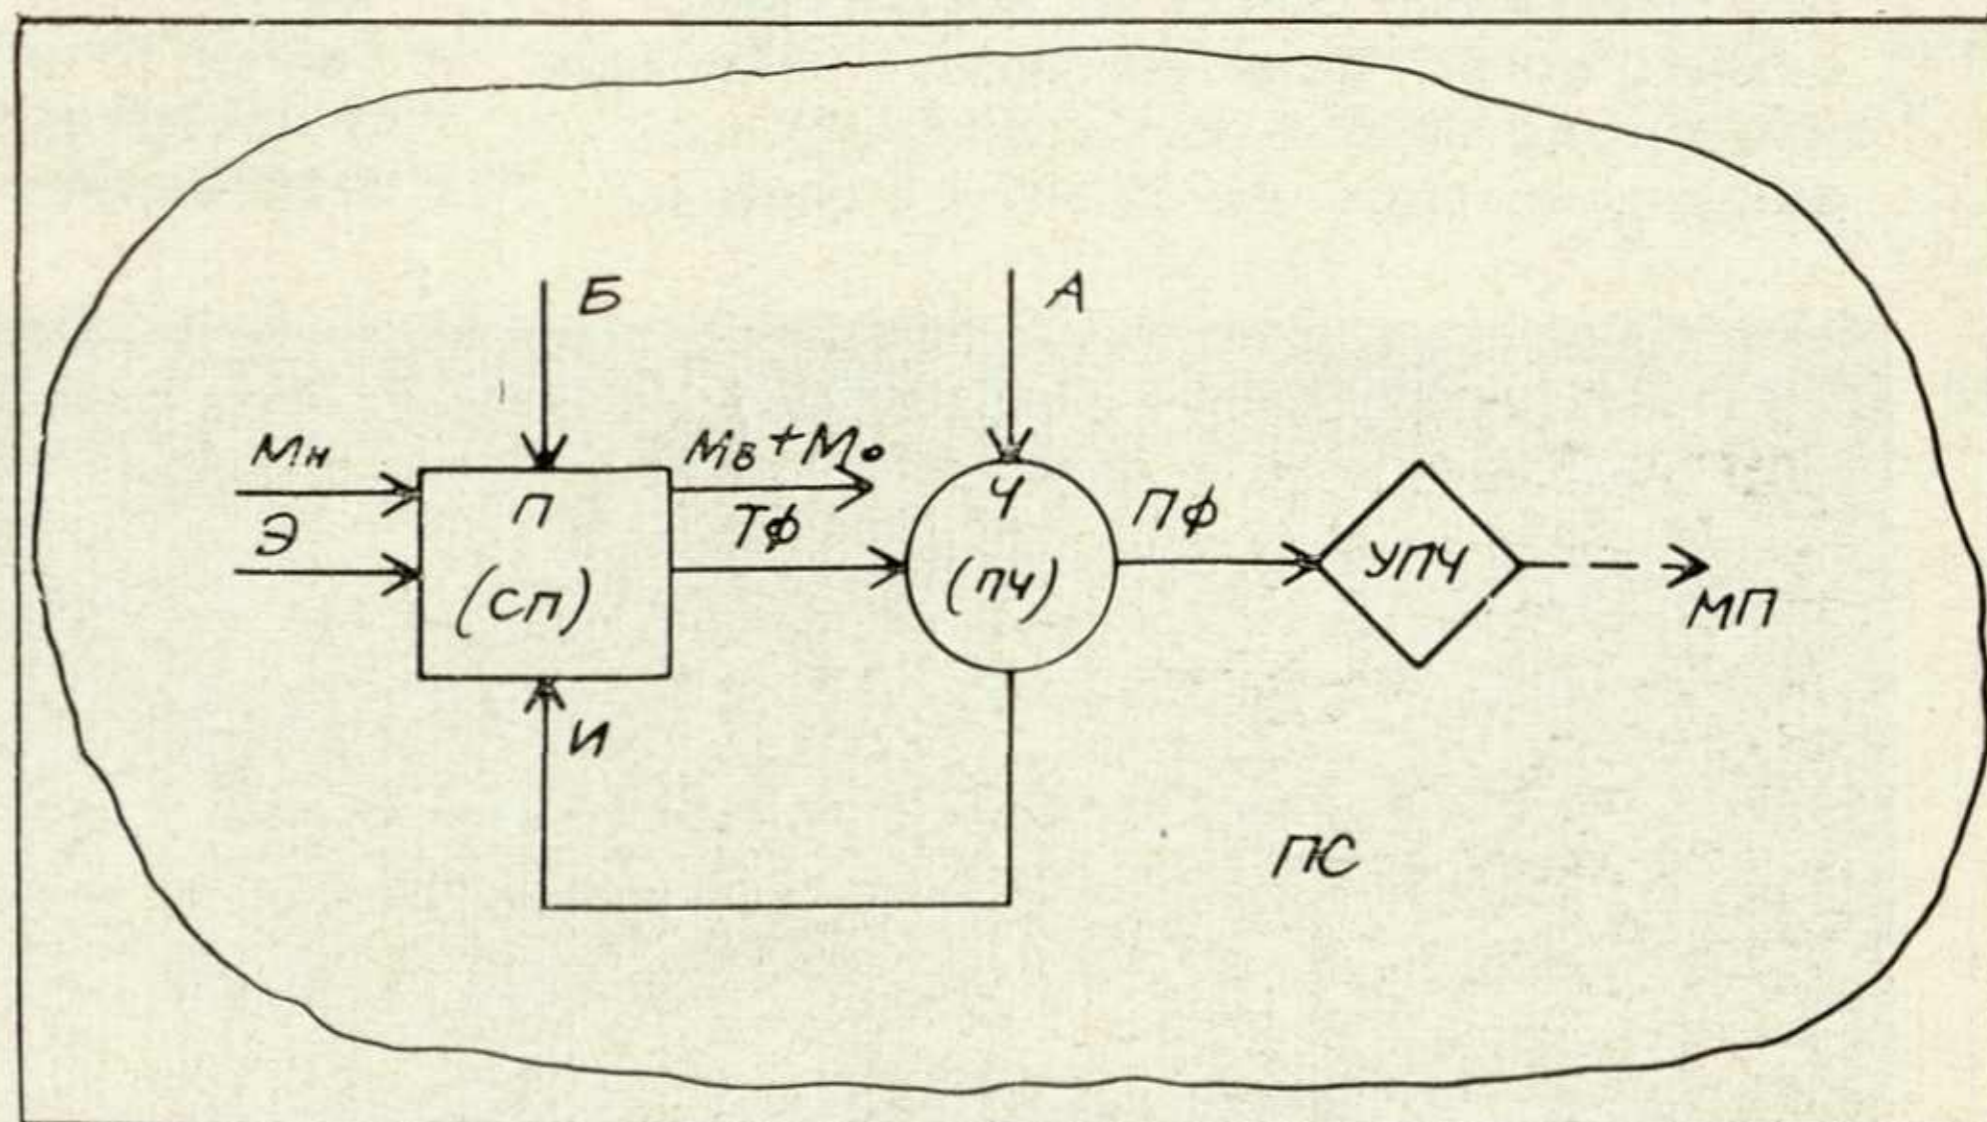 Б
А
Мн
Мв+Мо
Э
П
ТФ
Ч
ПФ
(СП)
(ПЧ)
УПЧ
МП
И
ПС